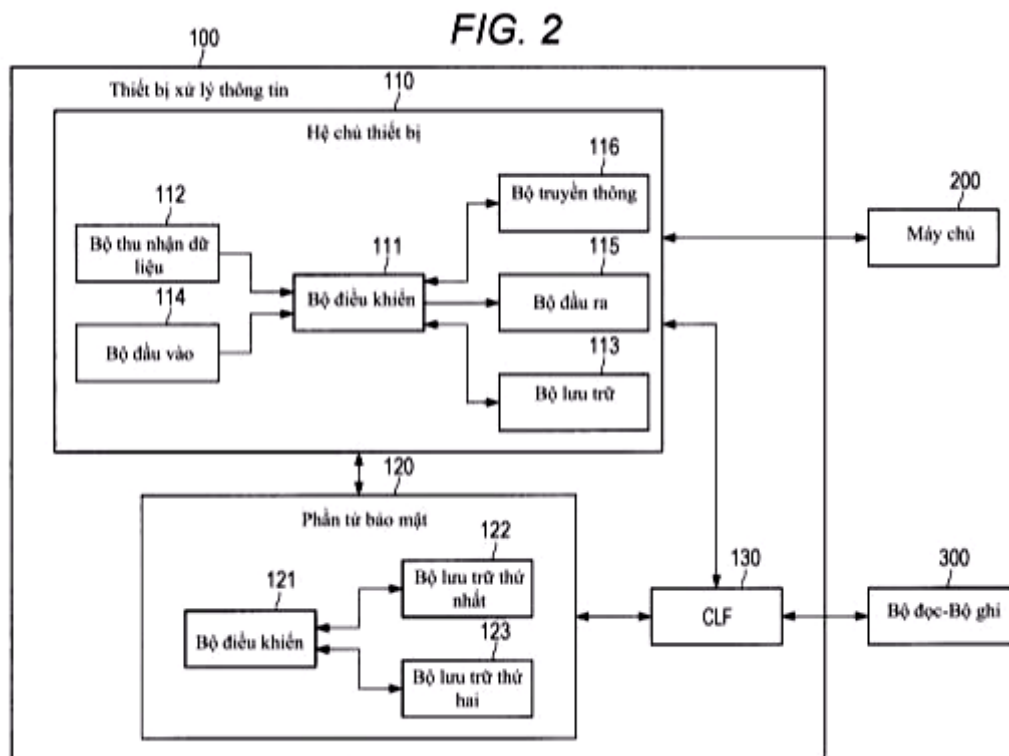 FIG. 2
100
Thiết bị xử lý thông tin
110
Hệ chủ thiết bị
116
Bộ truyền thông
112
Bộ thu nhận dữ
liệu
111
Bộ điều khiển
115
Bộ đầu ra
114
Bộ đầu vào
113
Bộ lưu trữ
200
Máy chủ
120
Phần tử bảo mật
122
Bộ lưu trữ thứ
nhất
121
Bộ điều khiển
123
Bộ lưu trữ thứ
hai
130
CLF
300
Bộ đọc-Bộ ghi